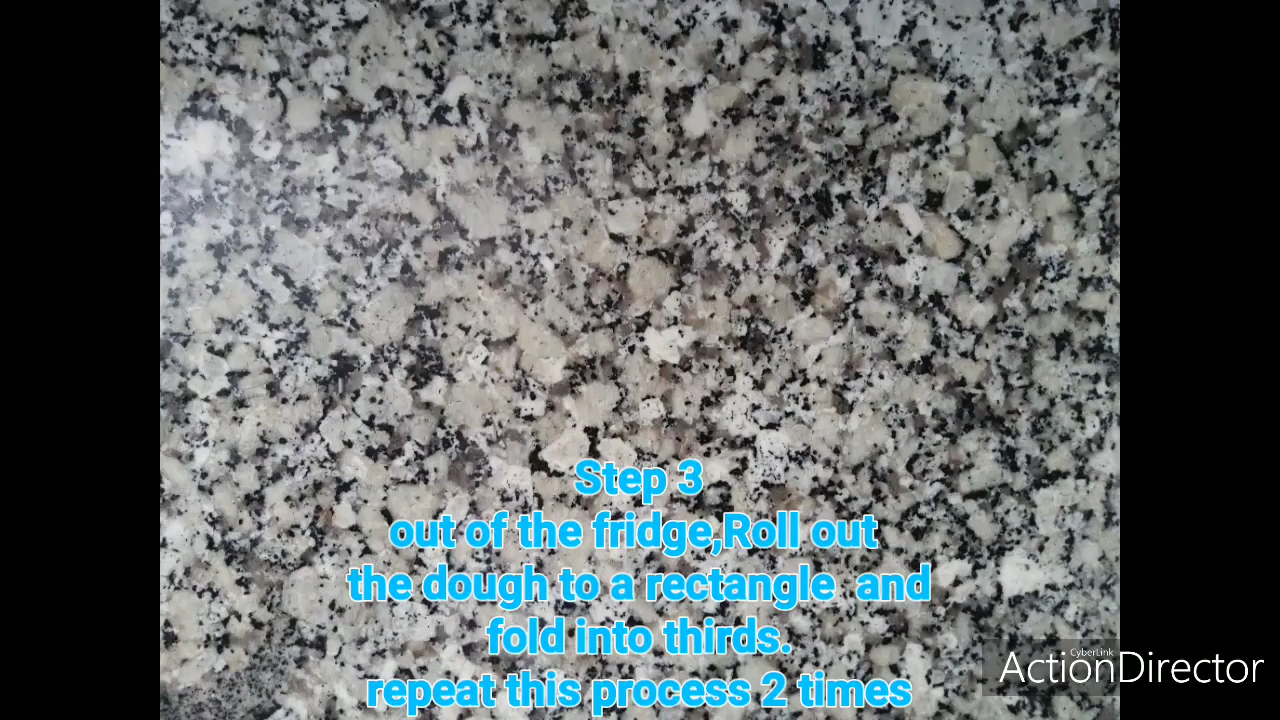 Step 3
out of the fridge,Roll out
the dough to a rectangle  and
fold into thirds.
repeat this process 2 times
CyberLink
ActionDirector